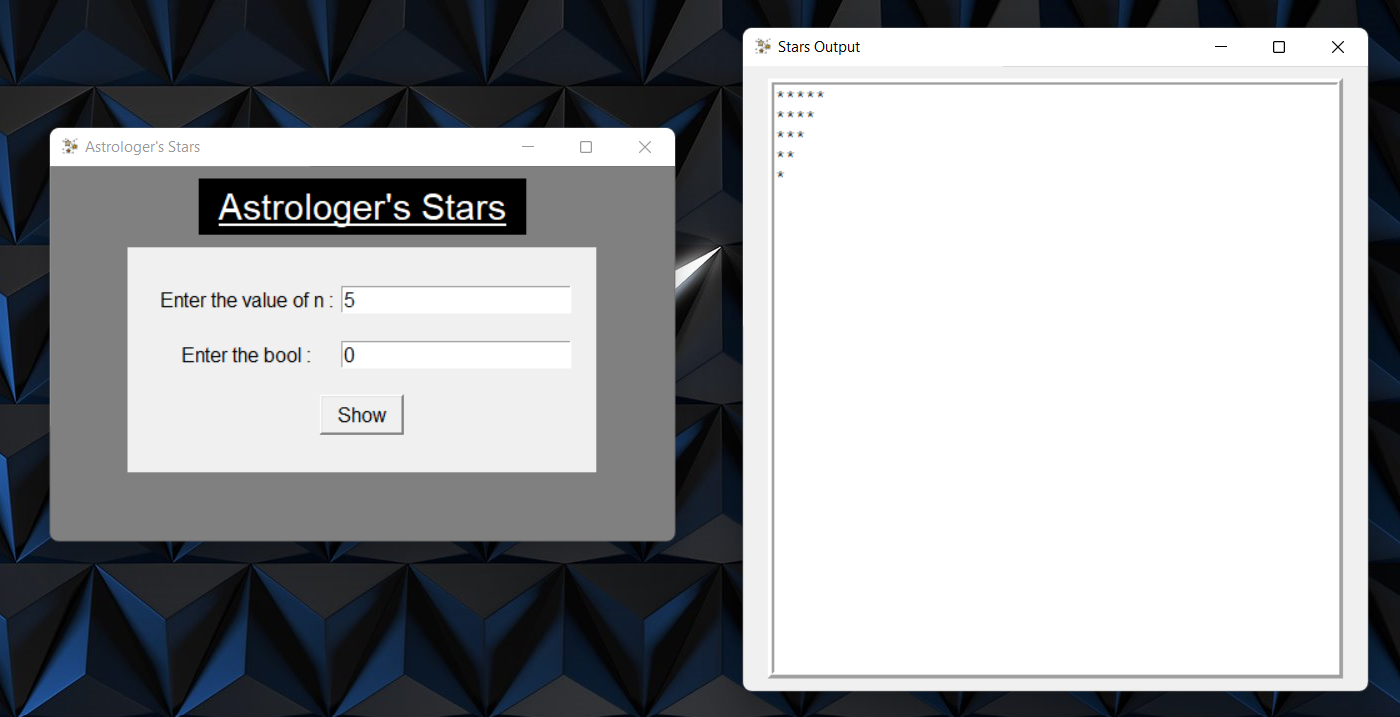 Astrologer's Stars
Astrologer's Stars
Enter the value of n : 5
Enter the bool : 0
Show
Stars Output
*****
****
***
**
*